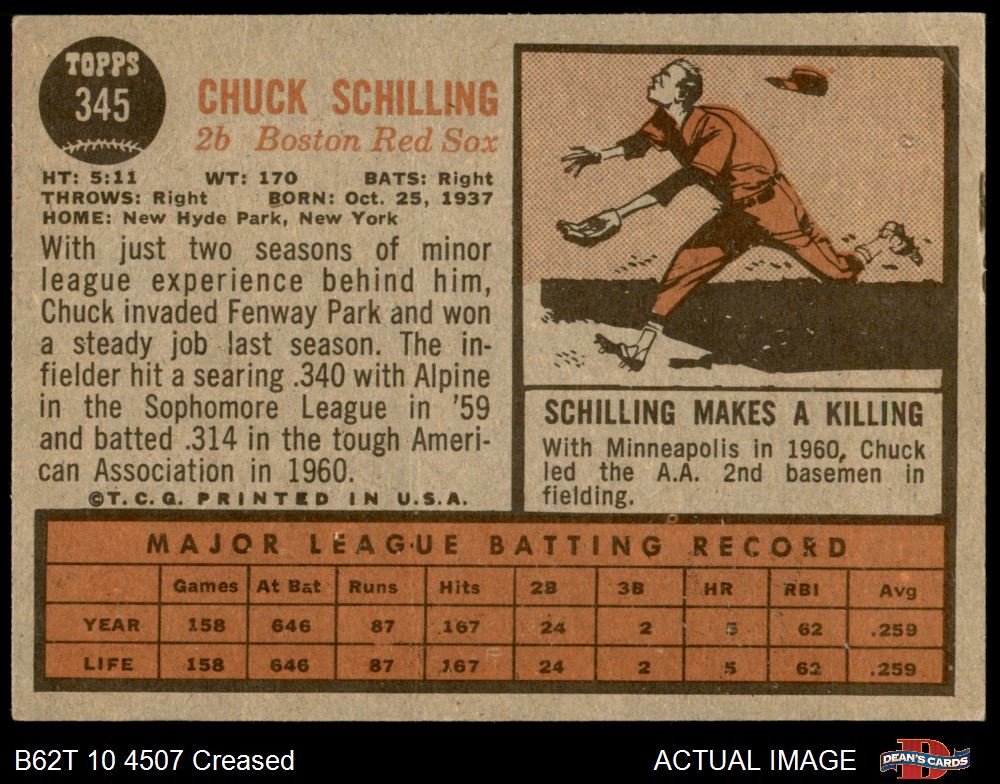 TOPPS
345
CHUCK SCHILLING
2b Boston Red Sox
HT: 5:11 WT: 170 BATS: Right
THROWS: Right BORN: Oct. 25, 1937
HOME: New Hyde Park, New York
With just two seasons of minor
league experience behind him,
Chuck invaded Fenway Park and won
a steady job last season. The in-
fielder hit a searing .340 with Alpine
in the Sophomore League in '59
and batted .314 in the tough Ameri-
can Association in 1960.
©T.C.G. PRINTED IN U.S.A.
SCHILLING MAKES A KILLING
With Minneapolis in 1960, Chuck
led the A.A. 2nd basemen in
fielding.
MAJOR LEAGUE BATTING RECORD
Games At Bat Runs Hits 2B 3B HR RBI Avg
YEAR 158 646 87 167 24 2 5 62 .259
LIFE 158 646 87 167 24 2 5 62 .259
B62T 10 4507 Creased
ACTUAL IMAGE
D
DEAN'S CARDS